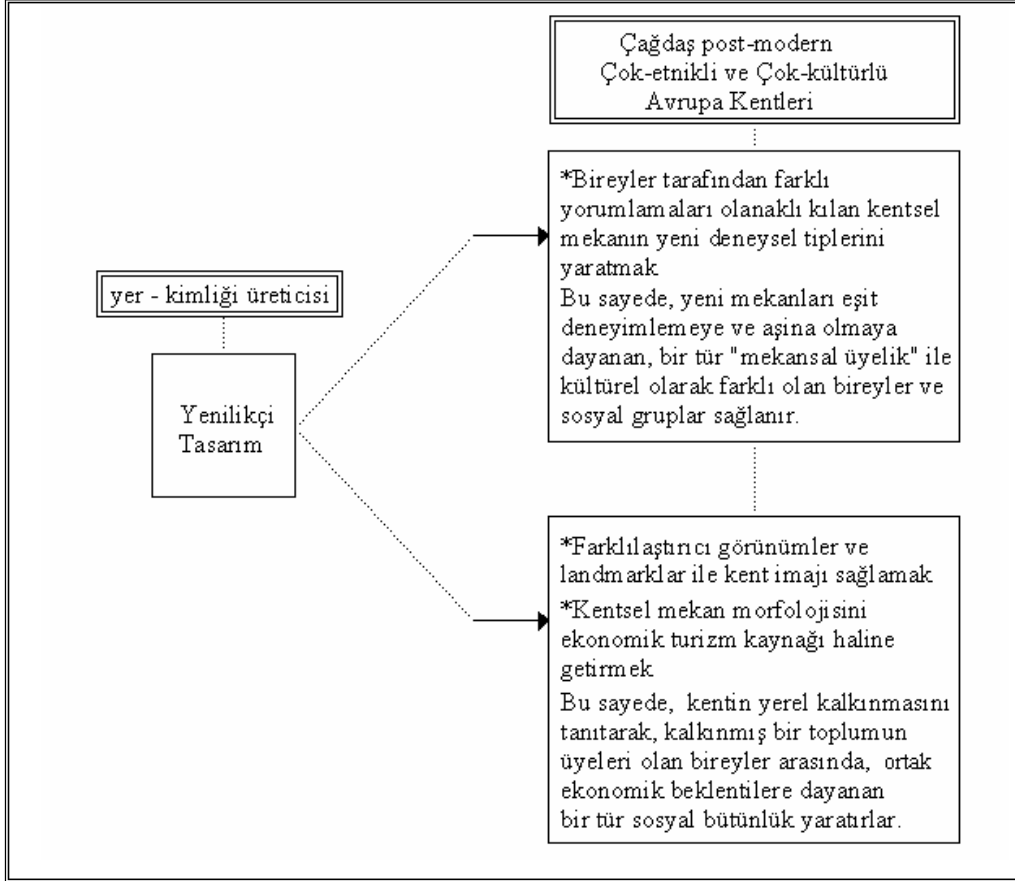 Çağdaş post-modern
Çok-etnikli ve Çok-kültürlü
Avrupa Kentleri
*Bireyler tarafından farklı
yorumlamaları olanaklı kılan kentsel
mekanın yeni deneysel tiplerini
yaratmak
Bu sayede, yeni mekanları eşit
deneyimlemeye ve aşina olmaya
dayanan, bir tür "mekansal üyelik" ile
kültürel olarak farklı olan bireyler ve
sosyal gruplar sağlanır.
yer - kimliği üreticisi
Yenilikçi
Tasarım
*Farklılaştırıcı görünümler ve
landmarklar ile kent imajı sağlamak
*Kentsel mekan morfolojisini
ekonomik turizm kaynağı haline
getirmek
Bu sayede, kentin yerel kalkınmasını
tanıtarak, kalkınmış bir toplumun
üyeleri olan bireyler arasında, ortak
ekonomik beklentilere dayanan
bir tür sosyal bütünlük yaratırlar.